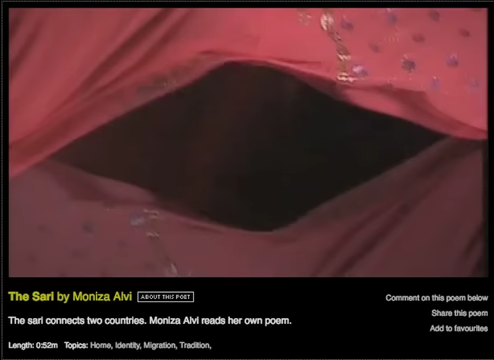 The Sari by Moniza Alvi ABOUT THIS POET
The sari connects two countries. Moniza Alvi reads her own poem.
Length: 0:52m Topics: Home, Identity, Migration, Tradition,
Comment on this poem below
Share this poem
Add to favourites